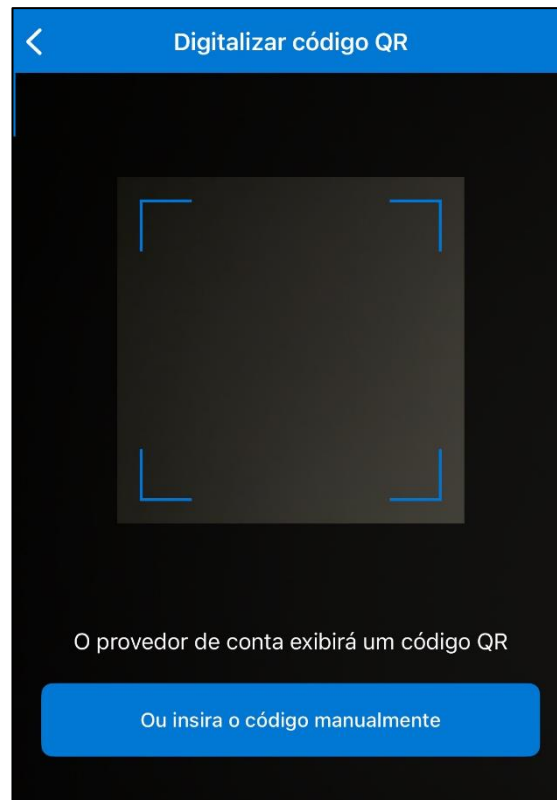 Digitalizar código QR
O provedor de conta exibirá um código QR
Ou insira o código manualmente